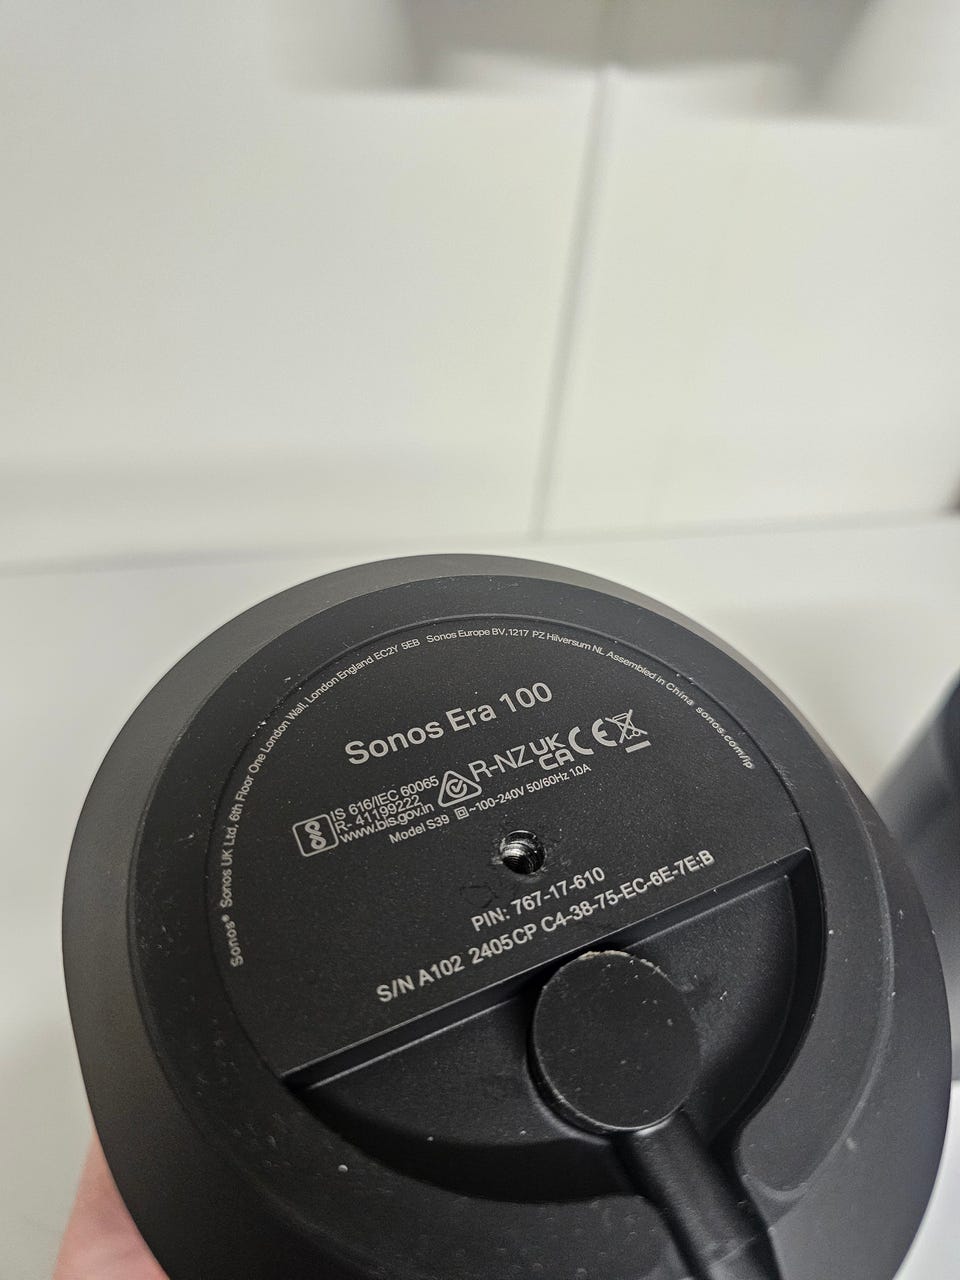 Sonos® Sonos UK Ltd, 6th Floor One London Wall, London England EC2Y 5EB Sonos Europe BV, 1217 PZ Hilversum NL Assembled in China sonos.com/ip
Sonos Era 100
IS 616/IEC 60065
R- 41199222
www.bis.gov.in
R-NZ UK CA CE
Model S39 ~100-240V 50/60Hz 1.0A
PIN: 767-17-610
S/N A102 2405CP C4-38-75-EC-6E-7E:B